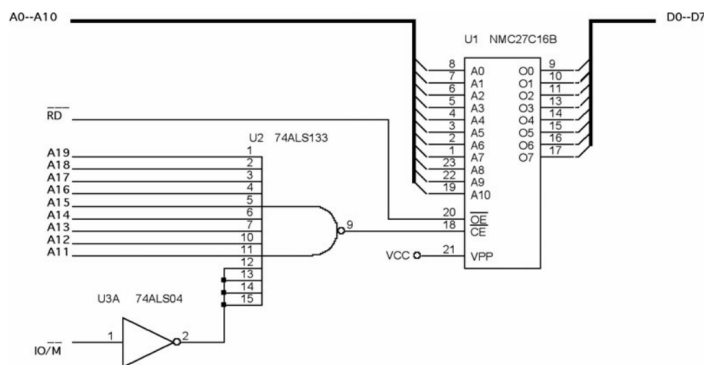 A0--A10
D0--D7
U1 NMC27C16B
8 A0 O0 9
7 A1 O1 10
6 A2 O2 11
5 A3 O3 13
4 A4 O4 14
3 A5 O5 15
2 A6 O6 16
1 A7 O7 17
23 A8
22 A9
19 A10
20 OE
18 CE
VCC 21 VPP
RD
U2 74ALS133
A19 1
A18 2
A17 3
A16 4
A15 5
A14 6
A13 7
A12 10
A11 11
12
13
14
15
9
U3A 74ALS04
IO/M 1 2